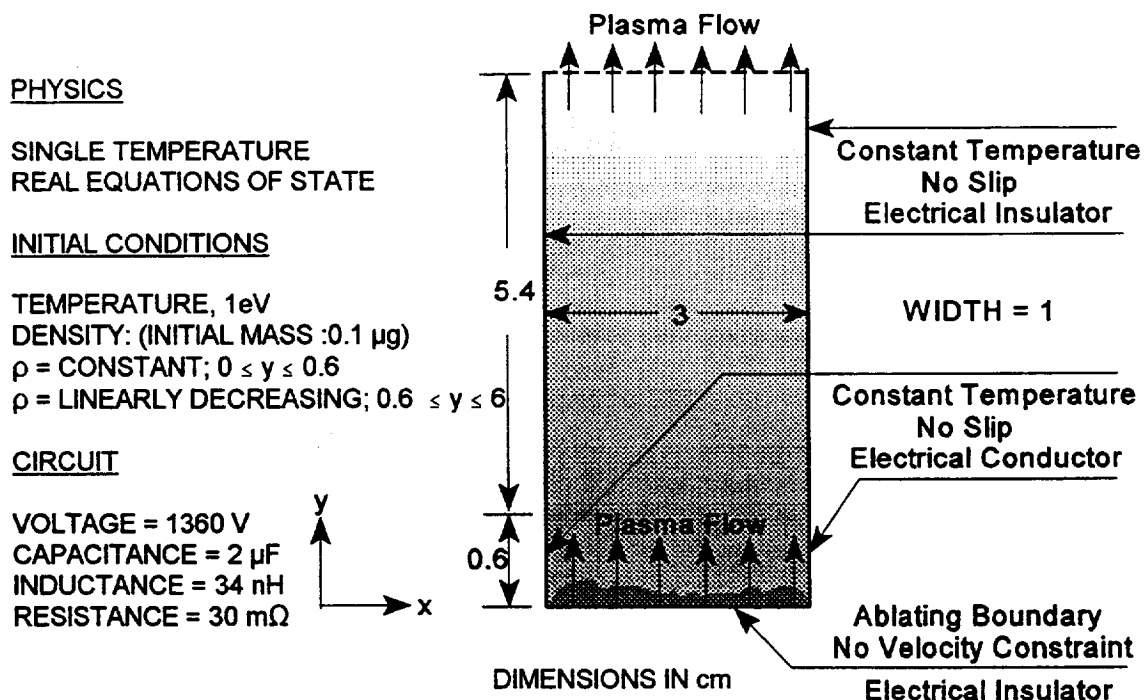 Plasma Flow
PHYSICS
SINGLE TEMPERATURE
REAL EQUATIONS OF STATE
INITIAL CONDITIONS
TEMPERATURE, 1eV
DENSITY: (INITIAL MASS :0.1 μg)
ρ = CONSTANT; 0 ≤ y ≤ 0.6
ρ = LINEARLY DECREASING; 0.6 ≤ y ≤ 6
CIRCUIT
VOLTAGE = 1360 V
CAPACITANCE = 2 μF
INDUCTANCE = 34 nH
RESISTANCE = 30 mΩ
y
x
5.4
0.6
3
Plasma Flow
Constant Temperature
No Slip
Electrical Insulator
WIDTH = 1
Constant Temperature
No Slip
Electrical Conductor
Ablating Boundary
No Velocity Constraint
Electrical Insulator
DIMENSIONS IN cm